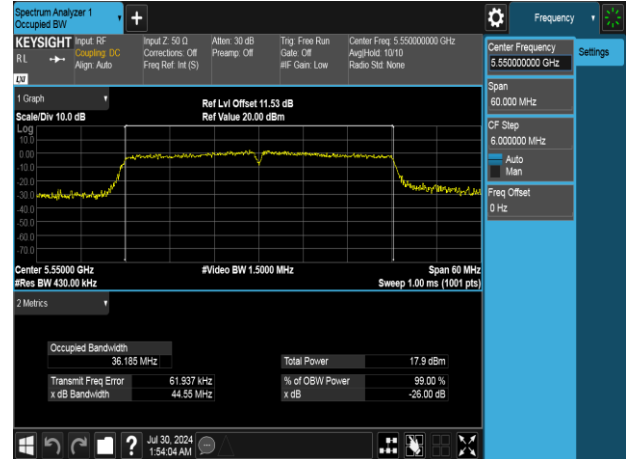 Spectrum Analyzer 1
Occupied BW
Frequency
KEYSIGHT
RL
Input: RF
Coupling: DC
Align: Auto
Input Z: 50 Ω
Corrections: Off
Freq Ref: Int (S)
Atten: 30 dB
Preamp: Off
Trig: Free Run
Gate: Off
#IF Gain: Low
Center Freq: 5.550000000 GHz
Avg|Hold: 10/10
Radio Std: None
LXI
Center Frequency
5.550000000 GHz
Settings
Span
60.000 MHz
CF Step
6.000000 MHz
Auto
Man
Freq Offset
0 Hz
1 Graph
Scale/Div 10.0 dB
Ref Lvl Offset 11.53 dB
Ref Value 20.00 dBm
Log
10.0
0.00
-10.0
-20.0
-30.0
-40.0
-50.0
-60.0
-70.0
Center 5.55000 GHz
#Res BW 430.00 kHz
#Video BW 1.5000 MHz
Span 60 MHz
Sweep 1.00 ms (1001 pts)
2 Metrics
Occupied Bandwidth
36.185 MHz
Total Power 17.9 dBm
Transmit Freq Error 61.937 kHz
% of OBW Power 99.00 %
x dB Bandwidth 44.55 MHz
x dB -26.00 dB
?
Jul 30, 2024
1:54:04 AM